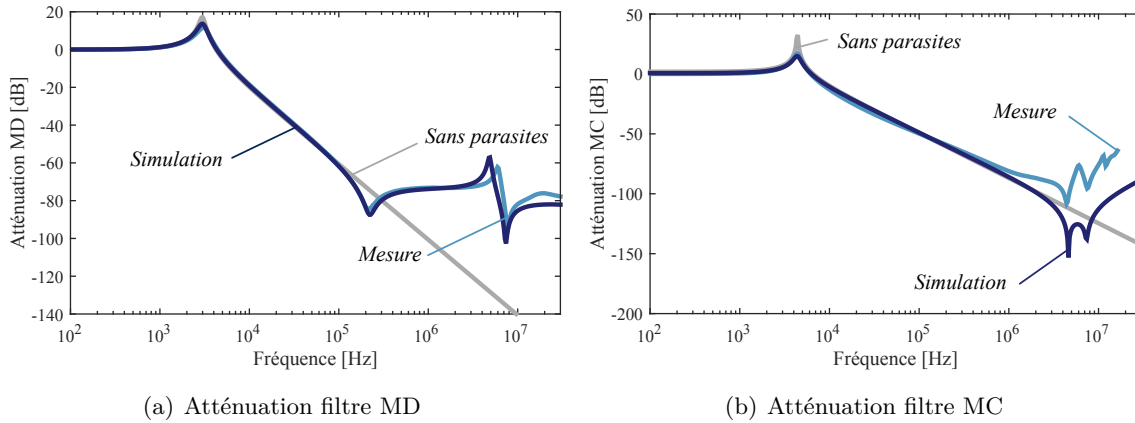 20
0
-20
-40
-60
-80
-100
-120
-140
Atténuation MD [dB]
Simulation
Sans parasites
Mesure
10^2
10^3
10^4
10^5
10^6
10^7
Fréquence [Hz]
(a) Atténuation filtre MD
50
0
-50
-100
-150
-200
Atténuation MC [dB]
Sans parasites
Mesure
Simulation
10^2
10^3
10^4
10^5
10^6
10^7
Fréquence [Hz]
(b) Atténuation filtre MC